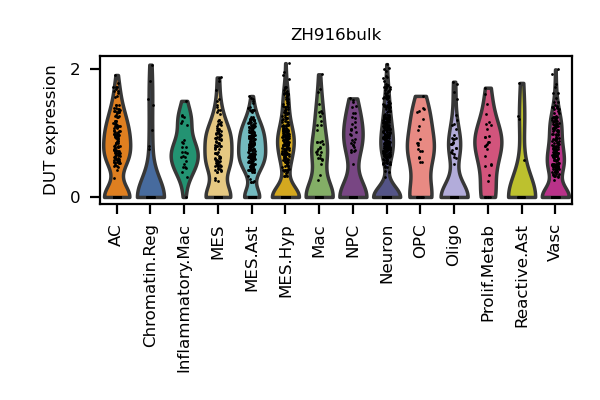 ZH916bulk
DUT expression
2
0
AC
Chromatin.Reg
Inflammatory.Mac
MES
MES.Ast
MES.Hyp
Mac
NPC
Neuron
OPC
Oligo
Prolif.Metab
Reactive.Ast
Vasc